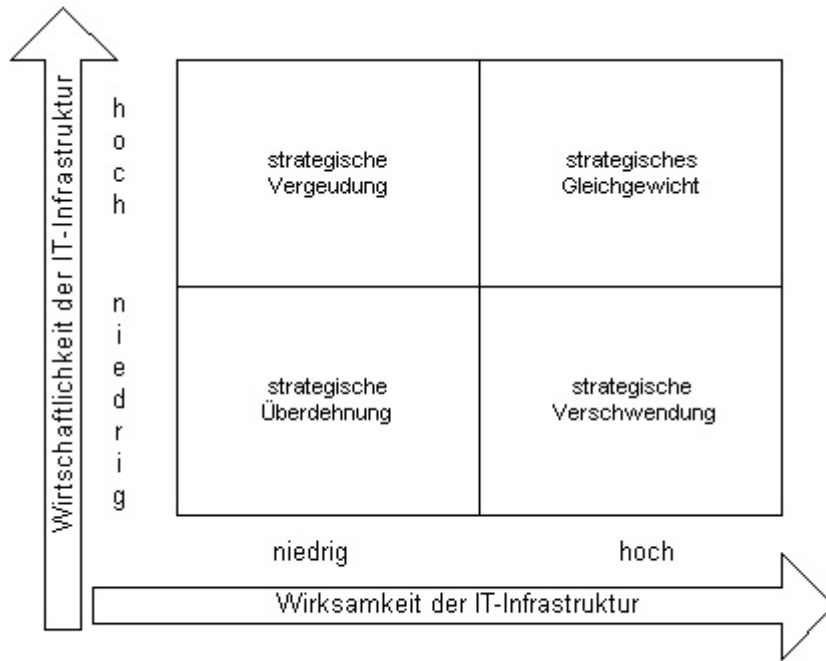 Wirtschaftlichkeit der IT-Infrastruktur
hoch
niedrig
strategische
Vergeudung
strategisches
Gleichgewicht
strategische
Überdehnung
strategische
Verschwendung
niedrig
hoch
Wirksamkeit der IT-Infrastruktur